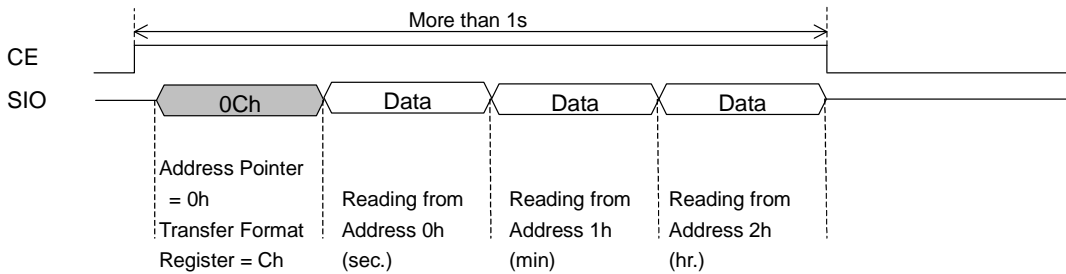 More than 1s
CE
SIO
0Ch
Data
Data
Data
Address Pointer
= 0h
Transfer Format
Register = Ch
Reading from
Address 0h
(sec.)
Reading from
Address 1h
(min)
Reading from
Address 2h
(hr.)